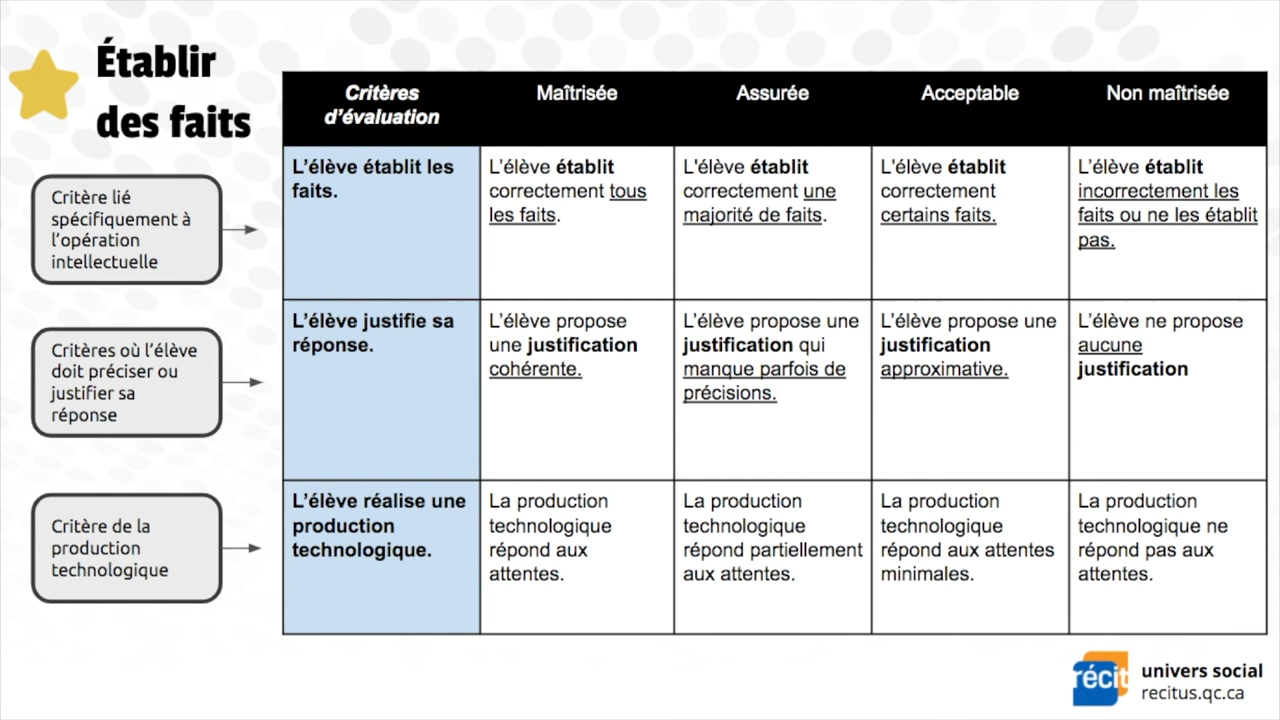 Établir
des faits
Critère lié
spécifiquement à
l'opération
intellectuelle
Critères où l'élève
doit préciser ou
justifier sa
réponse
Critère de la
production
technologique
Critères
d'évaluation
Maîtrisée
Assurée
Acceptable
Non maîtrisée
L'élève établit les
faits.
L'élève établit
correctement tous
les faits.
L'élève établit
correctement une
majorité de faits.
L'élève établit
correctement
certains faits.
L'élève établit
incorrectement les
faits ou ne les établit
pas.
L'élève justifie sa
réponse.
L'élève propose
une justification
cohérente.
L'élève propose une
justification qui
manque parfois de
précisions.
L'élève propose une
justification
approximative.
L'élève ne propose
aucune
justification
L'élève réalise une
production
technologique.
La production
technologique
répond aux
attentes.
La production
technologique
répond partiellement
aux attentes.
La production
technologique
répond aux attentes
minimales.
La production
technologique ne
répond pas aux
attentes.
récit
univers social
recitus.qc.ca